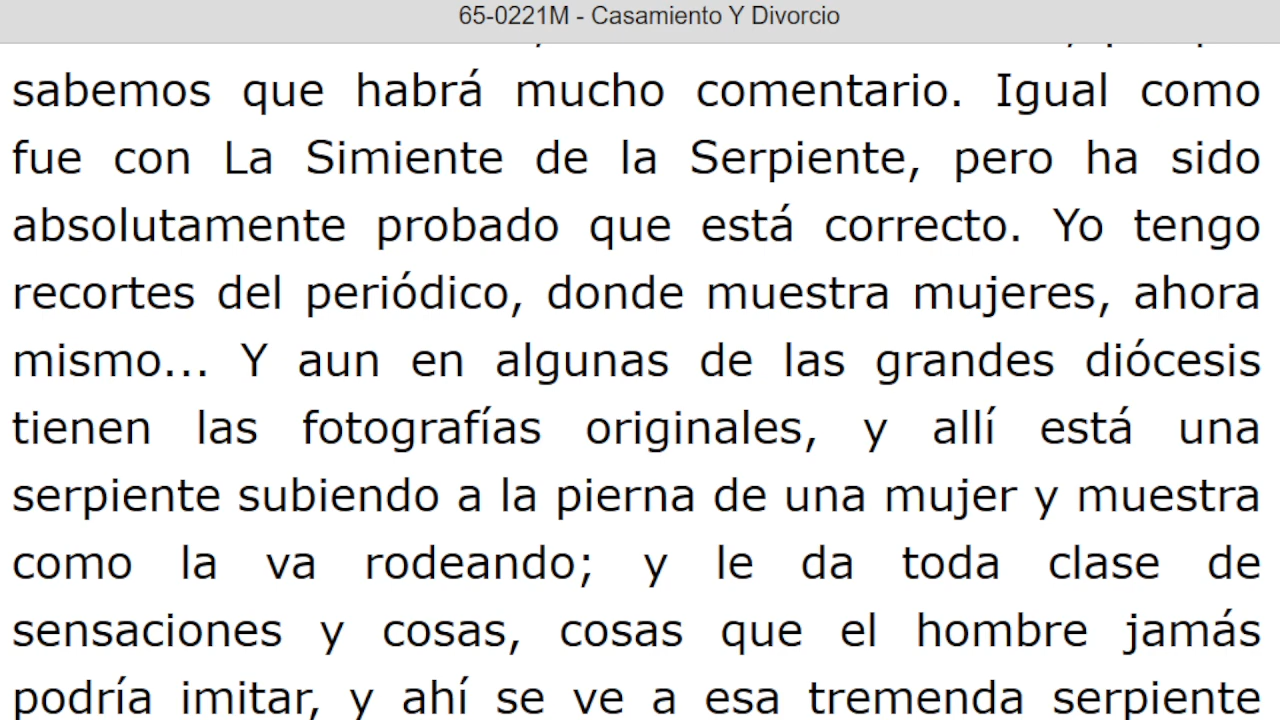 65-0221M - Casamiento Y Divorcio
sabemos que habrá mucho comentario. Igual como
fue con La Simiente de la Serpiente, pero ha sido
absolutamente probado que está correcto. Yo tengo
recortes del periódico, donde muestra mujeres, ahora
mismo... Y aun en algunas de las grandes diócesis
tienen las fotografías originales, y allí está una
serpiente subiendo a la pierna de una mujer y muestra
como la va rodeando; y le da toda clase de
sensaciones y cosas, cosas que el hombre jamás
podría imitar, y ahí se ve a esa tremenda serpiente